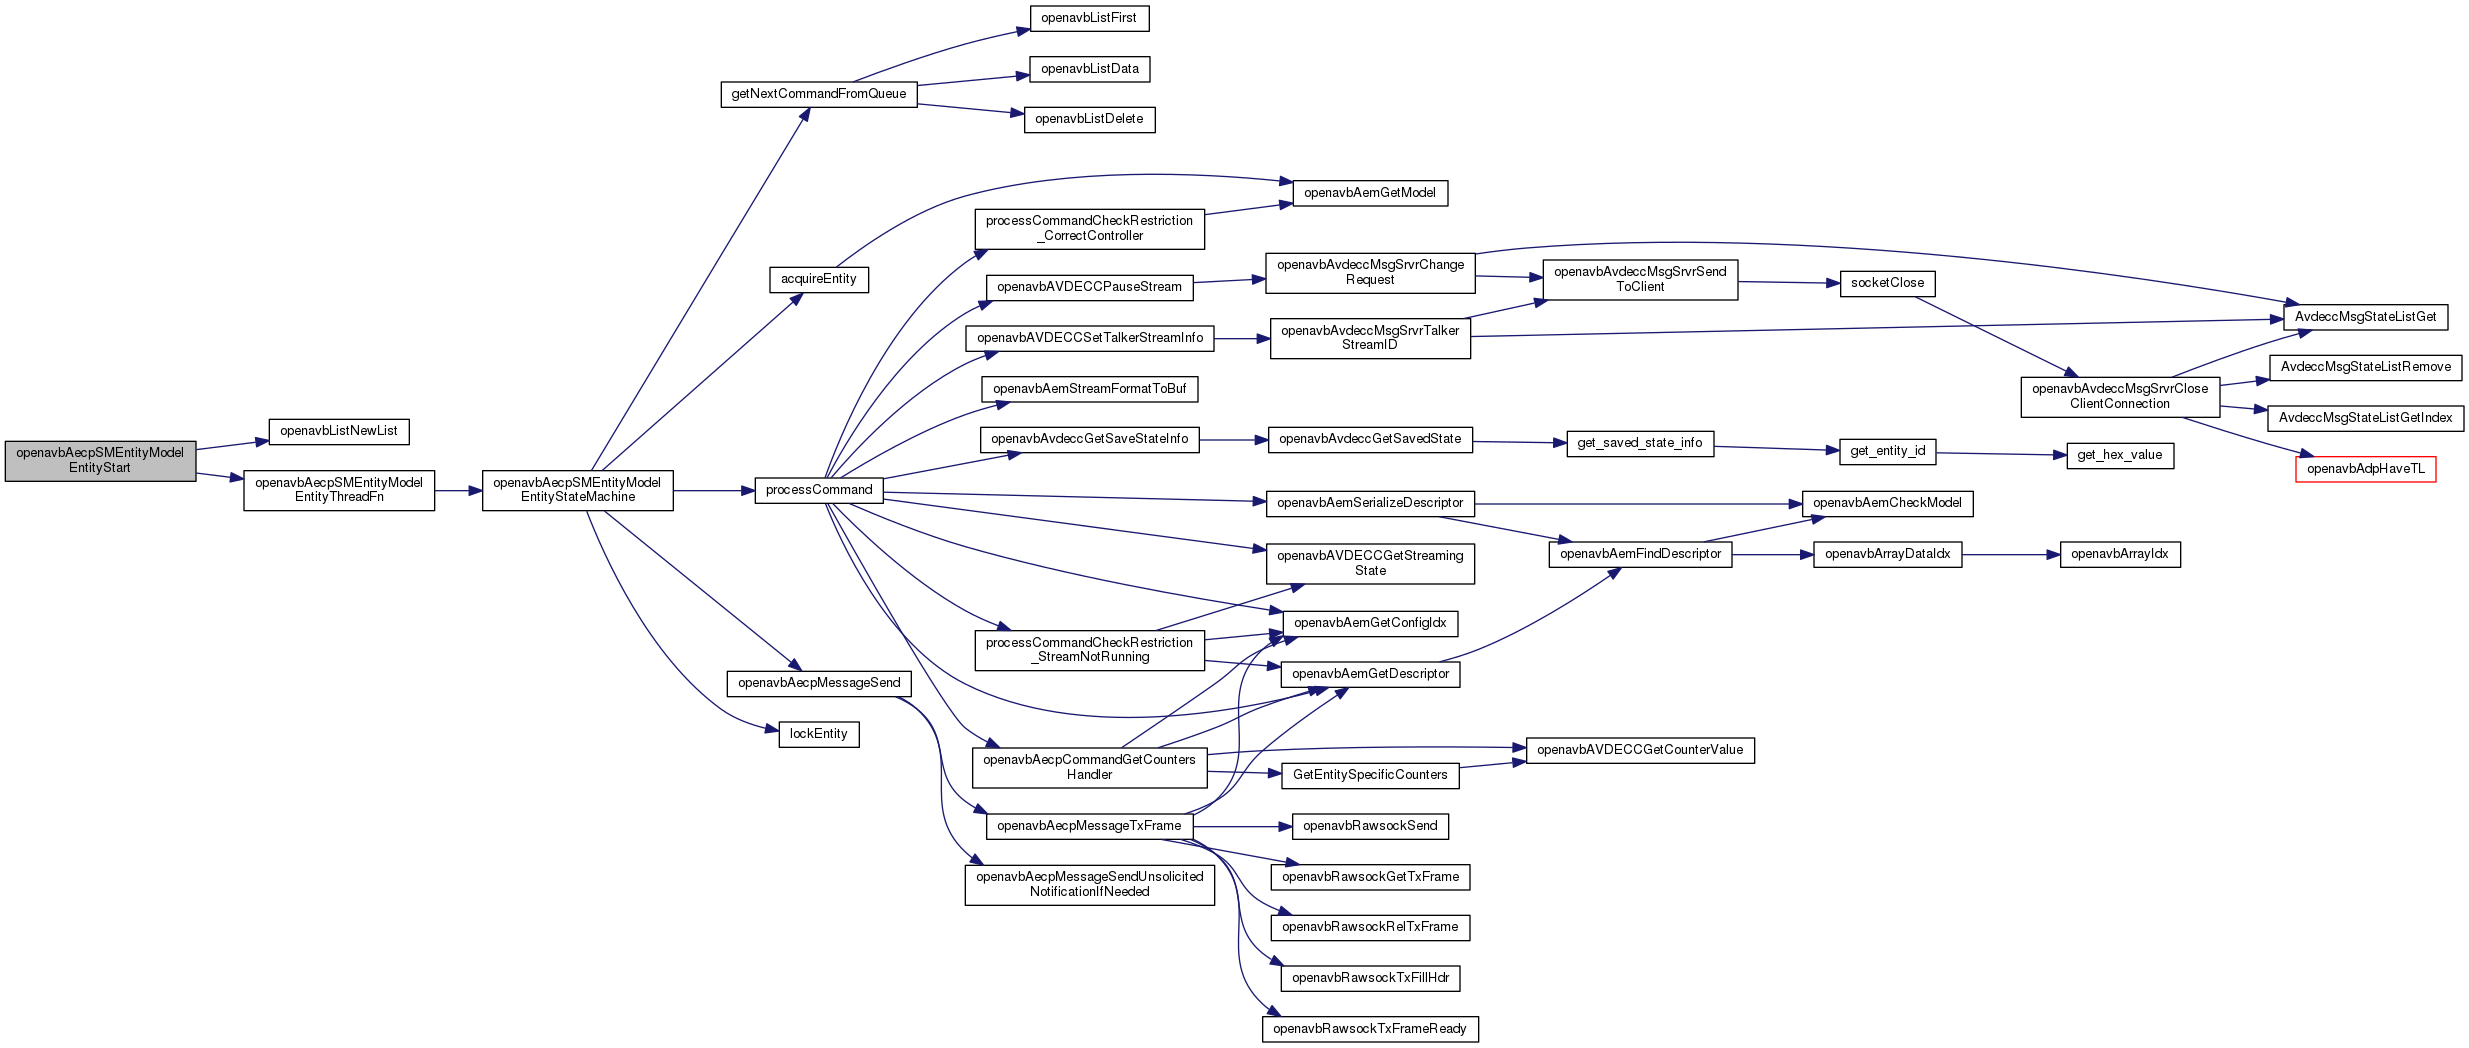 openavbAecpSMEntityModel
EntityStart
openavbListNewList
openavbAecpSMEntityModel
EntityThreadFn
openavbAecpSMEntityModel
EntityStateMachine
getNextCommandFromQueue
acquireEntity
processCommand
openavbAecpMessageSend
lockEntity
openavbListFirst
openavbListData
openavbListDelete
processCommandCheckRestriction
_CorrectController
openavbAVDECCPauseStream
openavbAVDECCSetTalkerStreamInfo
openavbAemStreamFormatToBuf
openavbAvdeccGetSaveStateInfo
processCommandCheckRestriction
_StreamNotRunning
openavbAecpCommandGetCounters
Handler
openavbAecpMessageTxFrame
openavbAecpMessageSendUnsolicited
NotificationIfNeeded
openavbAemGetModel
openavbAvdeccMsgSrvrChange
Request
openavbAvdeccMsgSrvrTalker
StreamID
openavbAvdeccGetSavedState
openavbAemSerializeDescriptor
openavbAVDECCGetStreaming
State
openavbAemGetConfigIdx
openavbAemGetDescriptor
GetEntitySpecificCounters
openavbRawsockSend
openavbRawsockGetTxFrame
openavbRawsockRelTxFrame
openavbRawsockTxFillHdr
openavbRawsockTxFrameReady
openavbAvdeccMsgSrvrSend
ToClient
get_saved_state_info
openavbAemFindDescriptor
openavbAVDECCGetCounterValue
socketClose
get_entity_id
openavbAemCheckModel
openavbArrayDataIdx
openavbAvdeccMsgSrvrClose
ClientConnection
get_hex_value
openavbArrayIdx
AvdeccMsgStateListGet
AvdeccMsgStateListRemove
AvdeccMsgStateListGetIndex
openavbAdpHaveTL